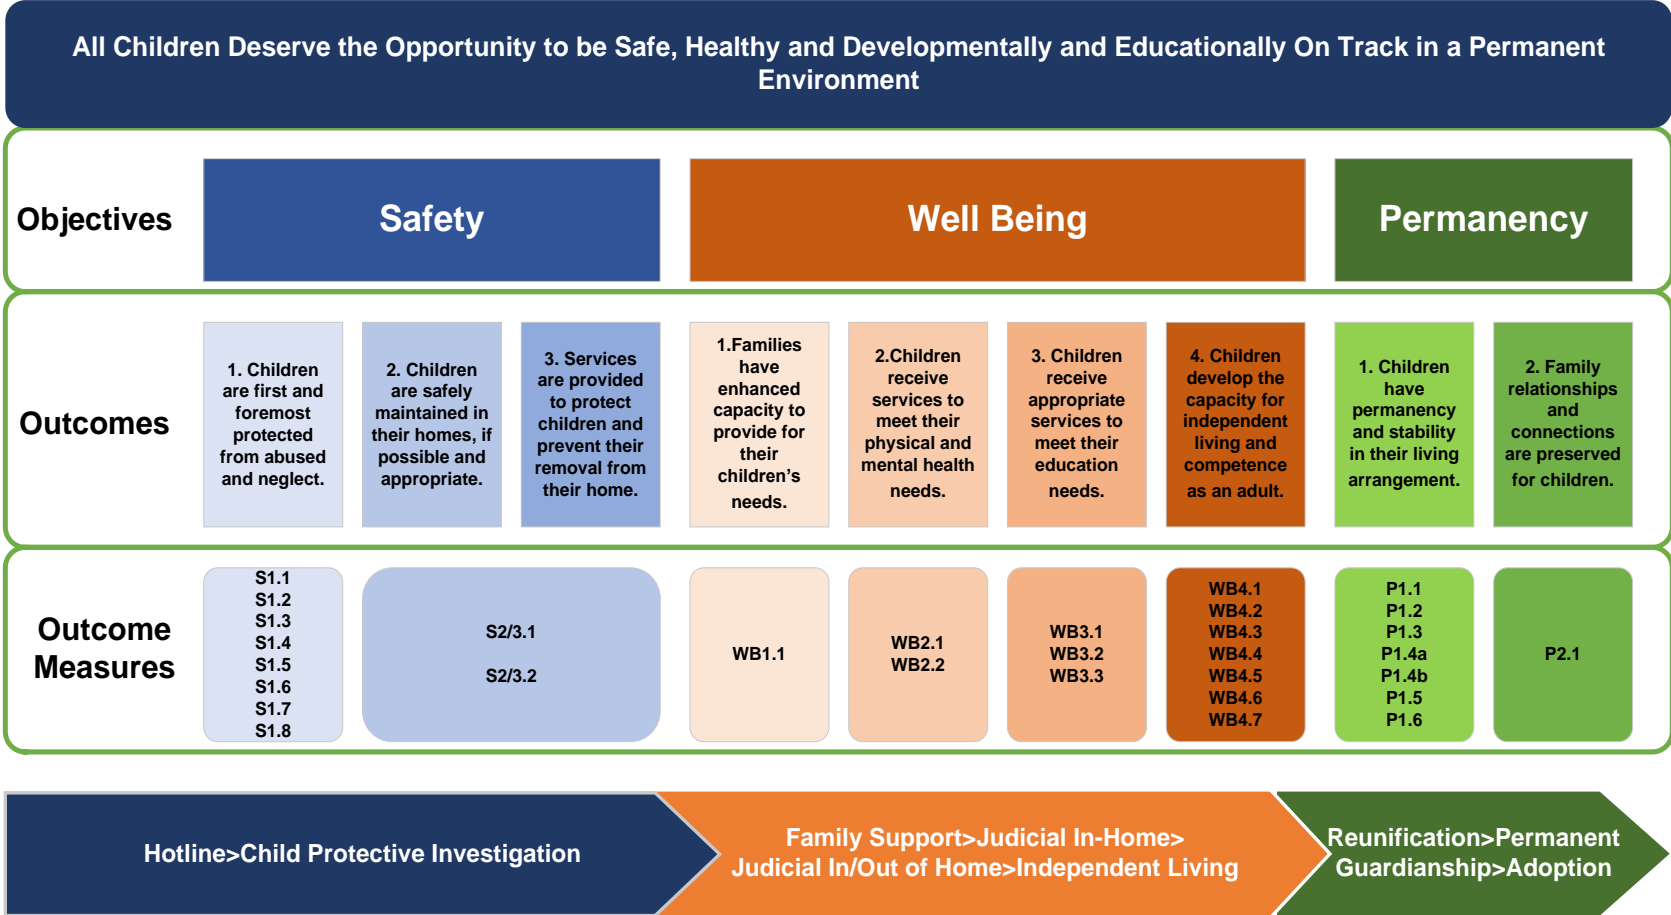 All Children Deserve the Opportunity to be Safe, Healthy and Developmentally and Educationally On Track in a Permanent
Environment
Objectives
Safety
Well Being
Permanency
Outcomes
1. Children
are first and
foremost
protected
from abused
and neglect.
2. Children
are safely
maintained in
their homes, if
possible and
appropriate.
3. Services
are provided
to protect
children and
prevent their
removal from
their home.
1.Families
have
enhanced
capacity to
provide for
their
children’s
needs.
2.Children
receive
services to
meet their
physical and
mental health
needs.
3. Children
receive
appropriate
services to
meet their
education
needs.
4. Children
develop the
capacity for
independent
living and
competence
as an adult.
1. Children
have
permanency
and stability
in their living
arrangement.
2. Family
relationships
and
connections
are preserved
for children.
Outcome
Measures
S1.1
S1.2
S1.3
S1.4
S1.5
S1.6
S1.7
S1.8
S2/3.1
S2/3.2
WB1.1
WB2.1
WB2.2
WB3.1
WB3.2
WB3.3
WB4.1
WB4.2
WB4.3
WB4.4
WB4.5
WB4.6
WB4.7
P1.1
P1.2
P1.3
P1.4a
P1.4b
P1.5
P1.6
P2.1
Hotline>Child Protective Investigation
Family Support>Judicial In-Home>
Judicial In/Out of Home>Independent Living
Reunification>Permanent
Guardianship>Adoption